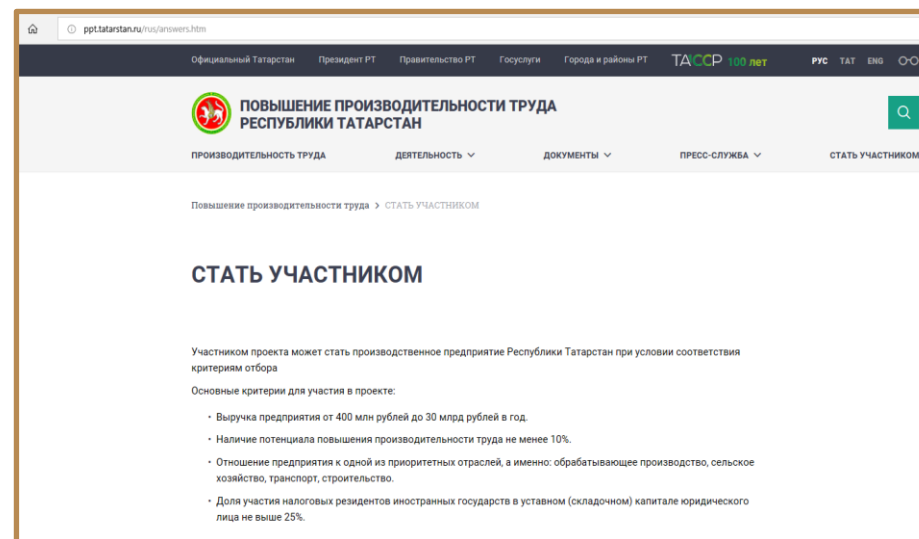 ppt.tatarstan.ru/rus/answers.htm
Официальный Татарстан Президент РТ Правительство РТ Госуслуги Города и районы РТ ТАССР 100 лет РУС ТАТ ENG
ПОВЫШЕНИЕ ПРОИЗВОДИТЕЛЬНОСТИ ТРУДА
РЕСПУБЛИКИ ТАТАРСТАН
ПРОИЗВОДИТЕЛЬНОСТЬ ТРУДА ДЕЯТЕЛЬНОСТЬ ДОКУМЕНТЫ ПРЕСС-СЛУЖБА СТАТЬ УЧАСТНИКОМ
Повышение производительности труда > СТАТЬ УЧАСТНИКОМ
СТАТЬ УЧАСТНИКОМ
Участником проекта может стать производственное предприятие Республики Татарстан при условии соответствия
критериям отбора
Основные критерии для участия в проекте:
• Выручка предприятия от 400 млн рублей до 30 млрд рублей в год.
• Наличие потенциала повышения производительности труда не менее 10%.
• Отношение предприятия к одной из приоритетных отраслей, а именно: обрабатывающее производство, сельское
хозяйство, транспорт, строительство.
• Доля участия налоговых резидентов иностранных государств в уставном (складочном) капитале юридического
лица не выше 25%.